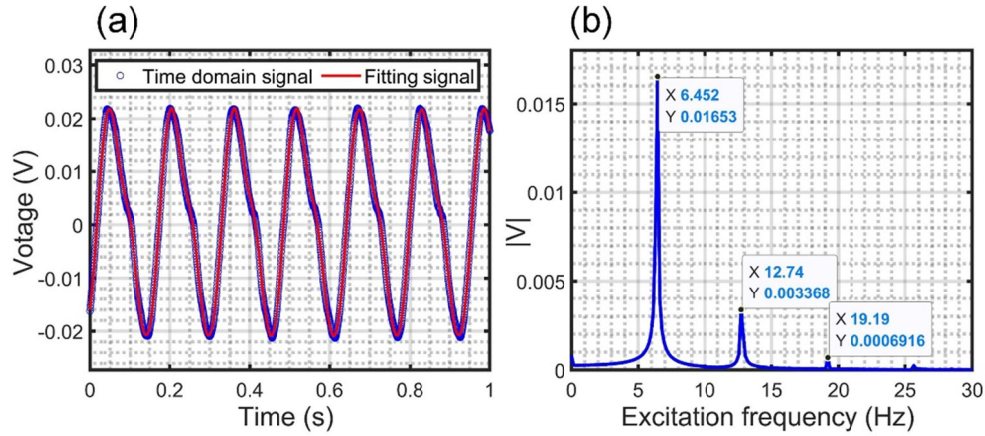 (a)
Time domain signal Fitting signal
0.03
0.02
0.01
0
-0.01
-0.02
Votage (V)
0 0.2 0.4 0.6 0.8 1
Time (s)
(b)
X 6.452
Y 0.01653
X 12.74
Y 0.003368
X 19.19
Y 0.0006916
0.015
0.01
0.005
0
|V|
0 5 10 15 20 25 30
Excitation frequency (Hz)